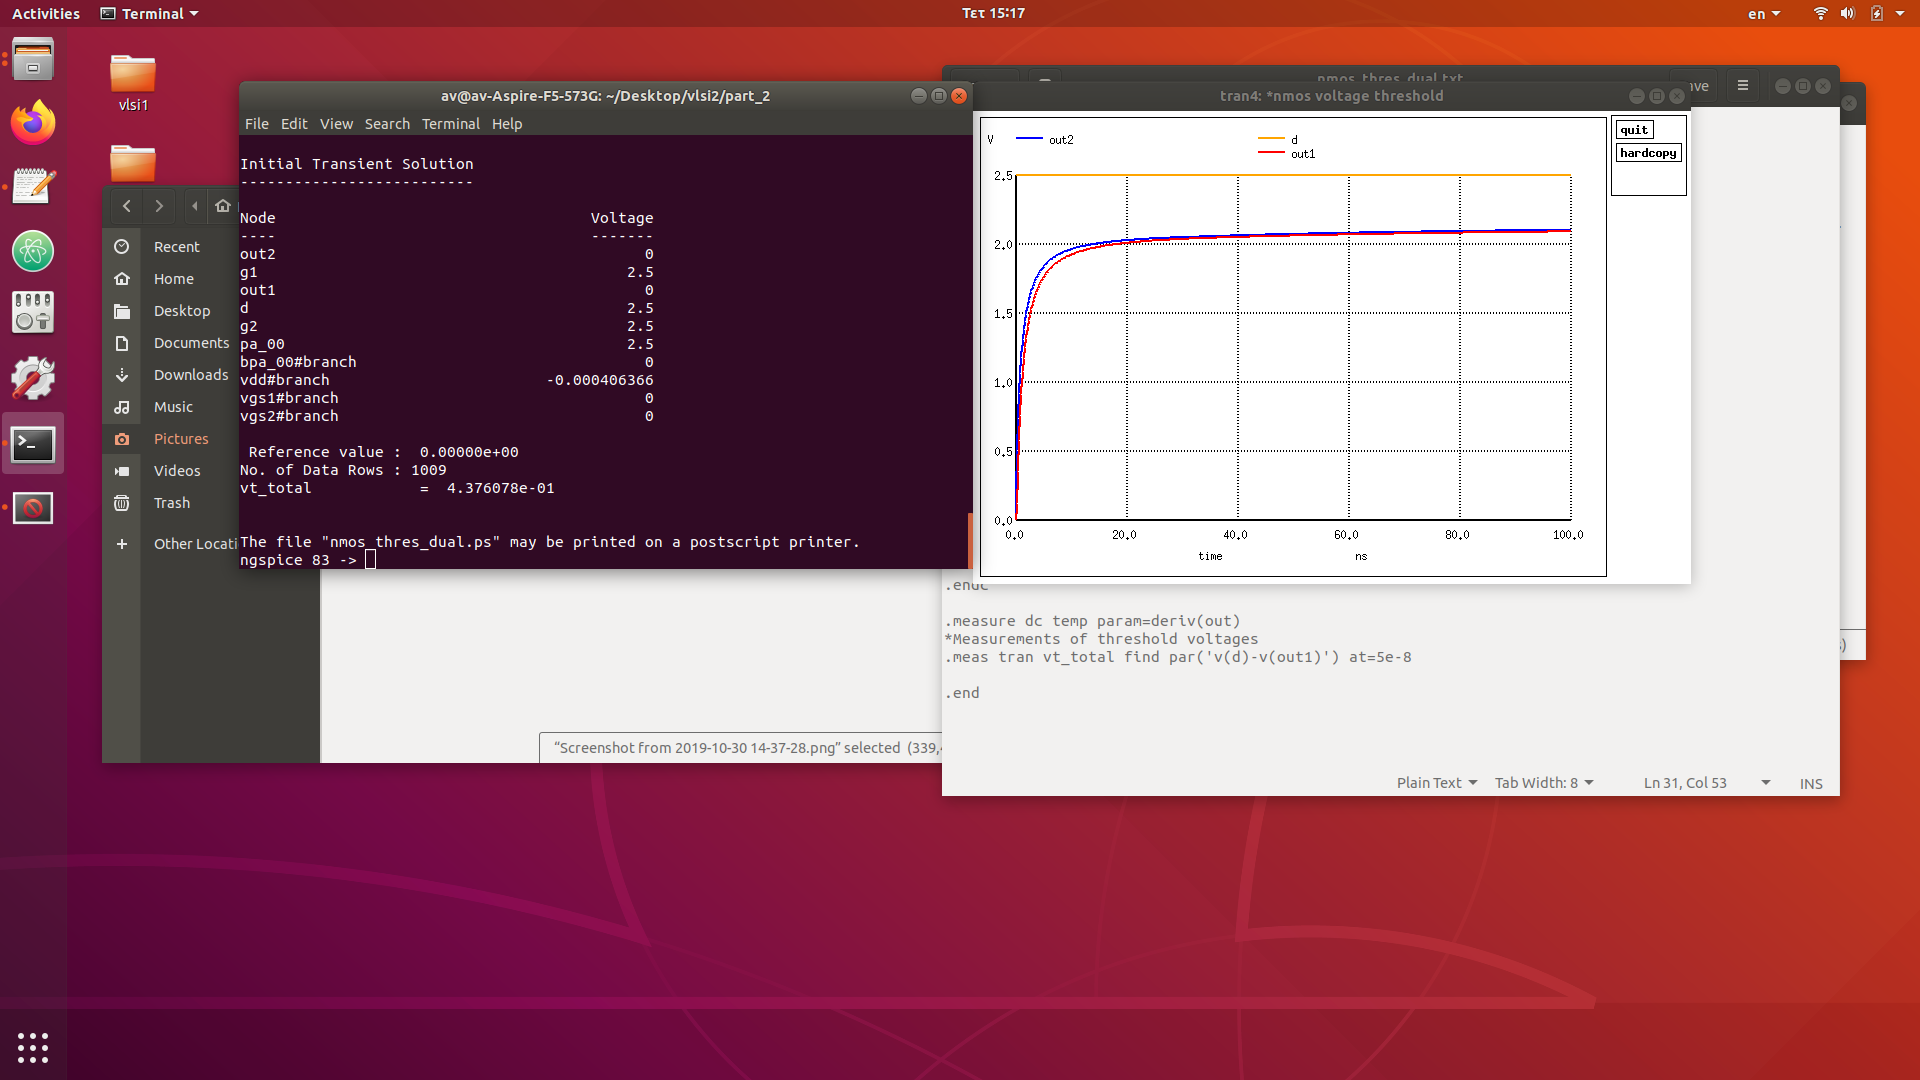 Activities
Terminal
Τετ 15:17
en
vlsi1
av@av-Aspire-F5-573G: ~/Desktop/vlsi2/part_2
File Edit View Search Terminal Help
Initial Transient Solution
--------------------------
Node Voltage
---- -------
out2 0
g1 2.5
out1 0
d 2.5
g2 2.5
pa_00 2.5
bpa_00#branch 0
vdd#branch -0.000406366
vgs1#branch 0
vgs2#branch 0
Reference value : 0.00000e+00
No. of Data Rows : 1009
vt_total = 4.376078e-01
The file "nmos_thres_dual.ps" may be printed on a postscript printer.
ngspice 83 ->
Recent
Home
Desktop
Documents
Downloads
Music
Pictures
Videos
Trash
Other Locati
"Screenshot from 2019-10-30 14-37-28.png" selected (339,
nmos_thres_dual.txt
ve
tran4: *nmos voltage threshold
quit
hardcopy
V
out2
d
out1
2.5
2.0
1.5
1.0
0.5
0.0
0.0 20.0 40.0 60.0 80.0 100.0
time ns
.endc
.measure dc temp param=deriv(out)
*Measurements of threshold voltages
.meas tran vt_total find par('v(d)-v(out1)') at=5e-8
.end
Plain Text Tab Width: 8 Ln 31, Col 53 INS